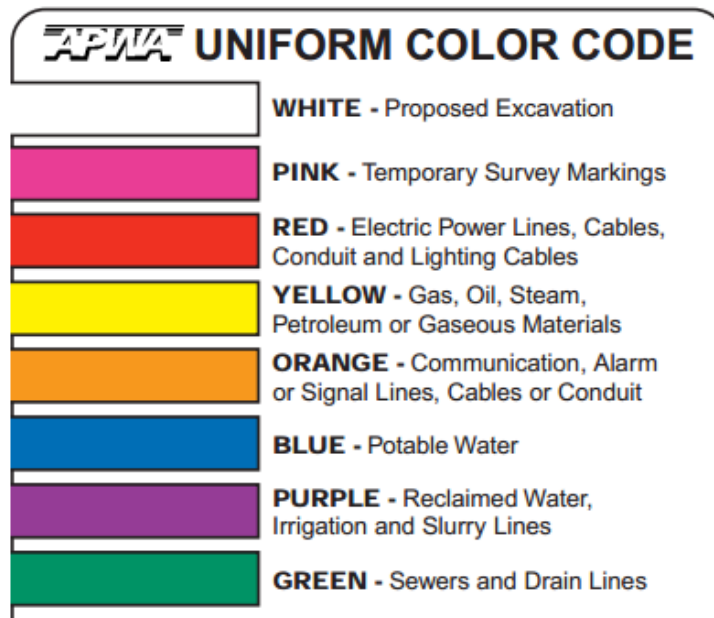 APWA UNIFORM COLOR CODE
WHITE - Proposed Excavation
PINK - Temporary Survey Markings
RED - Electric Power Lines, Cables,
Conduit and Lighting Cables
YELLOW - Gas, Oil, Steam,
Petroleum or Gaseous Materials
ORANGE - Communication, Alarm
or Signal Lines, Cables or Conduit
BLUE - Potable Water
PURPLE - Reclaimed Water,
Irrigation and Slurry Lines
GREEN - Sewers and Drain Lines